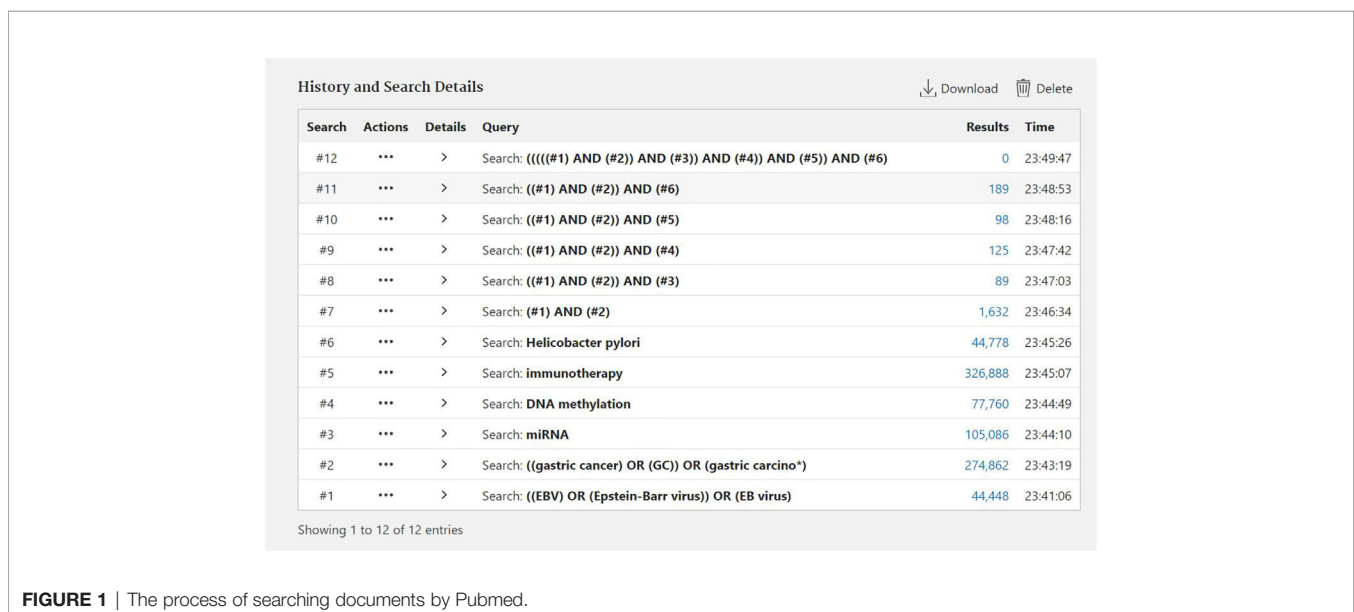 History and Search Details Download Delete
Search Actions Details Query Results Time
#12 ••• > Search: (((((#1) AND (#2)) AND (#3)) AND (#4)) AND (#5)) AND (#6) 0 23:49:47
#11 ••• > Search: ((#1) AND (#2)) AND (#6) 189 23:48:53
#10 ••• > Search: ((#1) AND (#2)) AND (#5) 98 23:48:16
#9 ••• > Search: ((#1) AND (#2)) AND (#4) 125 23:47:42
#8 ••• > Search: ((#1) AND (#2)) AND (#3) 89 23:47:03
#7 ••• > Search: (#1) AND (#2) 1,632 23:46:34
#6 ••• > Search: Helicobacter pylori 44,778 23:45:26
#5 ••• > Search: immunotherapy 326,888 23:45:07
#4 ••• > Search: DNA methylation 77,760 23:44:49
#3 ••• > Search: miRNA 105,086 23:44:10
#2 ••• > Search: ((gastric cancer) OR (GC)) OR (gastric carcino*) 274,862 23:43:19
#1 ••• > Search: ((EBV) OR (Epstein-Barr virus)) OR (EB virus) 44,448 23:41:06
Showing 1 to 12 of 12 entries
FIGURE 1 | The process of searching documents by Pubmed.